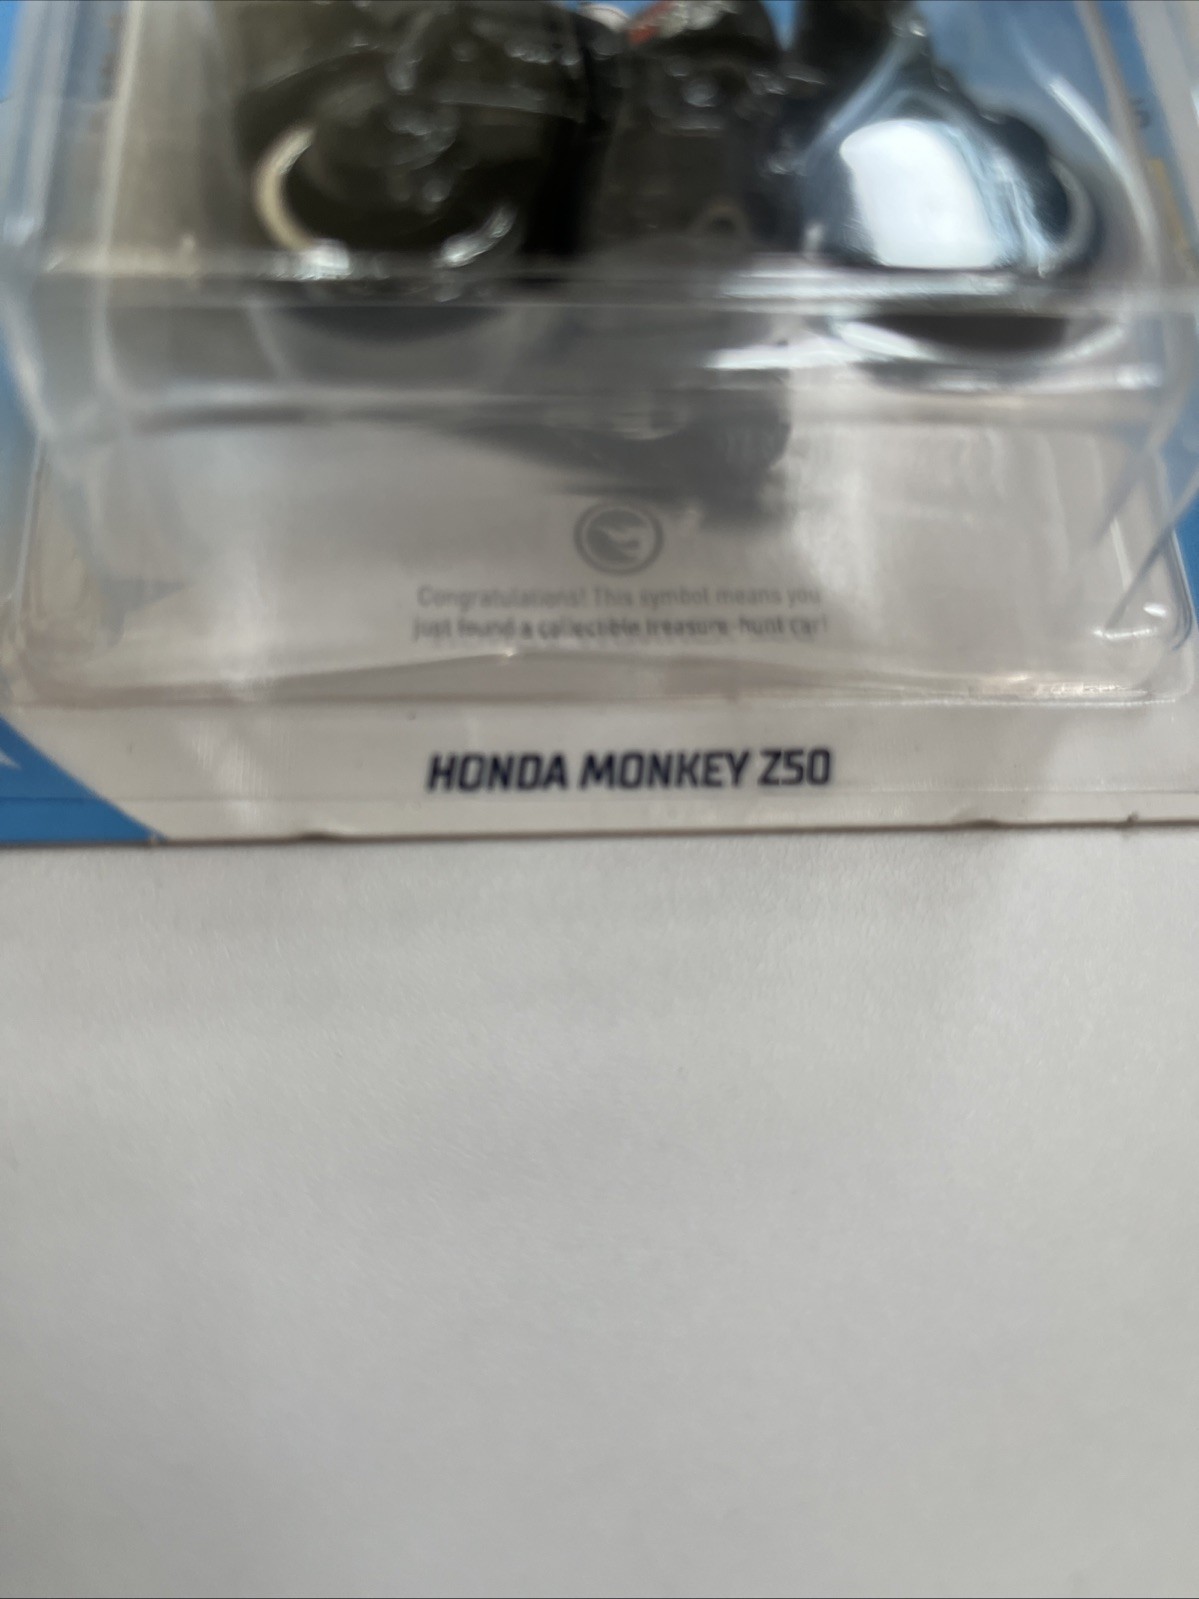 Congratulations! This symbol means you
just found a collectible treasure-hunt car!
HONDA MONKEY Z50